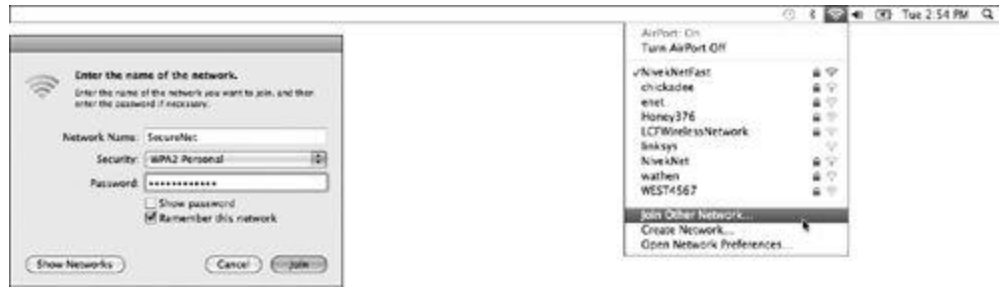 Tue 2:54 PM
Enter the name of the network.
Enter the name of the network you want to join, and then
enter the password if necessary.
Network Name: SecureNet
Security: WPA2 Personal
Password: ••••••••••••
Show password
Remember this network
Show Networks
Cancel
Join
AirPort: On
Turn AirPort Off
✓NivekNetFast
chickadee
enet
Honey376
LCFWirelessNetwork
linksys
NivekNet
wathen
WEST4567
Join Other Network...
Create Network...
Open Network Preferences...